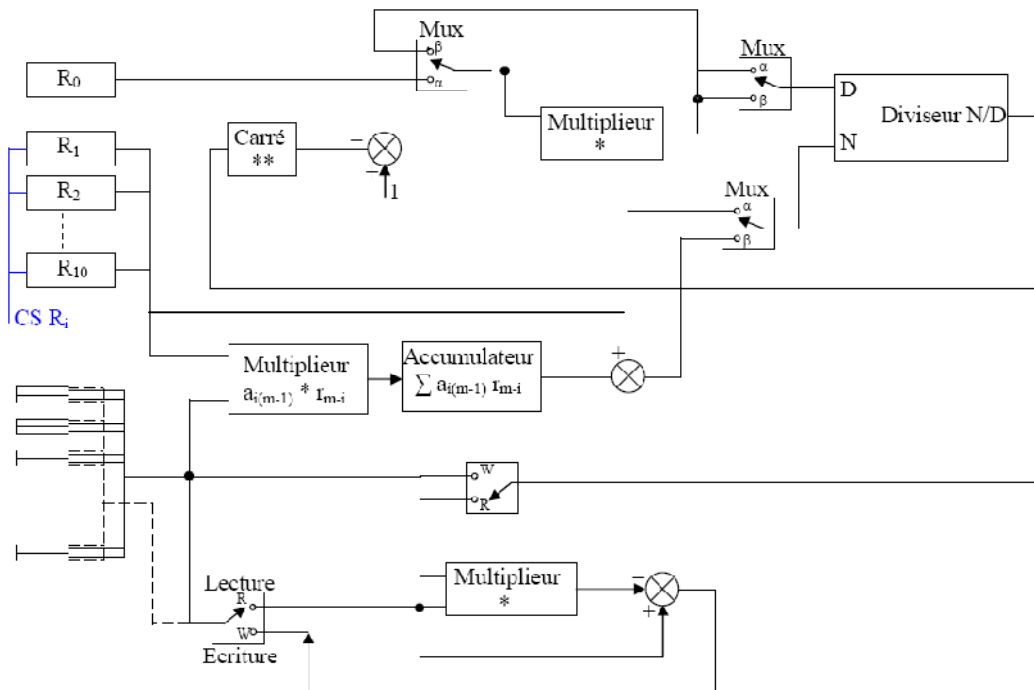 Mux
β
α
R₀
Mux
α
β
D
N
Diviseur N/D
Multiplieur
*
Carré
**
−
−
1
R₁
R₂
R₁₀
CS Rᵢ
Mux
α
β
Multiplieur
aᵢ₍ₘ₋₁₎ * rₘ₋ᵢ
Accumulateur
∑ aᵢ₍ₘ₋₁₎ rₘ₋ᵢ
+
W
R
Lecture
R
W
Ecriture
Multiplieur
*
−
+